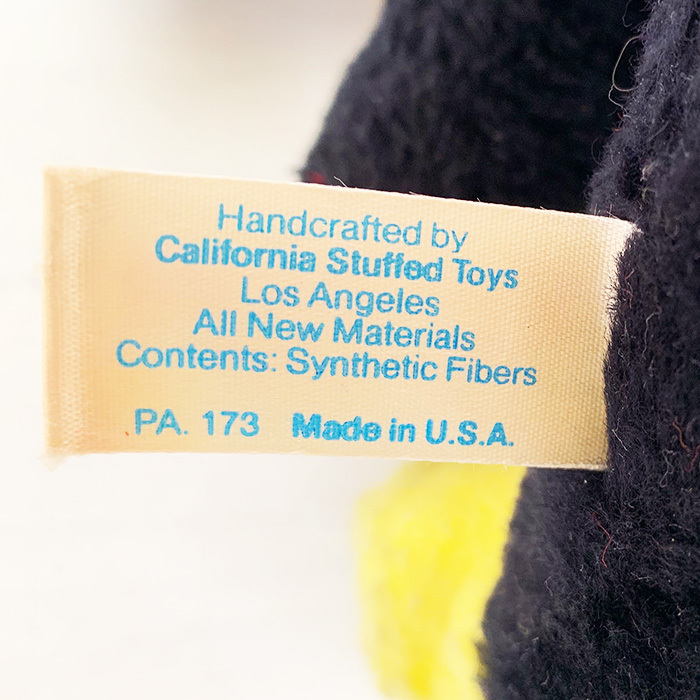 Handcrafted by
California Stuffed Toys
Los Angeles
All New Materials
Contents: Synthetic Fibers
PA. 173 Made in U.S.A.